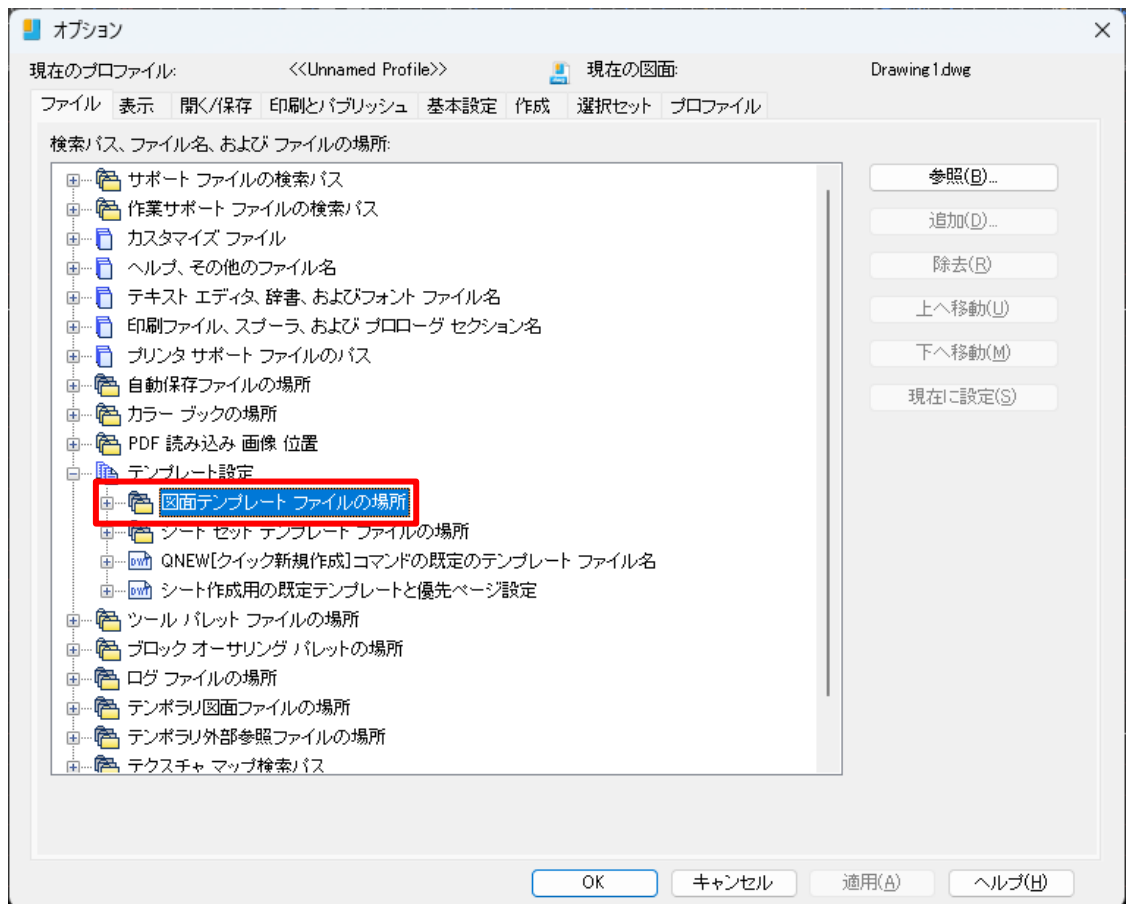 オプション
現在のプロファイル: <<Unnamed Profile>> 現在の図面: Drawing1.dwg
ファイル 表示 開く/保存 印刷とパブリッシュ 基本設定 作成 選択セット プロファイル
検索パス、ファイル名、および ファイルの場所:
サポート ファイルの検索パス
作業サポート ファイルの検索パス
カスタマイズ ファイル
ヘルプ、その他のファイル名
テキスト エディタ、辞書、およびフォント ファイル名
印刷ファイル、スプーラ、および プロローグ セクション名
プリンタ サポート ファイルのパス
自動保存ファイルの場所
カラー ブックの場所
PDF 読み込み 画像 位置
テンプレート設定
図面テンプレート ファイルの場所
シート セット テンプレート ファイルの場所
QNEW[クイック新規作成]コマンドの既定のテンプレート ファイル名
シート作成用の既定テンプレートと優先ページ設定
ツール パレット ファイルの場所
ブロック オーサリング パレットの場所
ログ ファイルの場所
テンポラリ図面ファイルの場所
テンポラリ外部参照ファイルの場所
テクスチャ マップ検索パス
参照(B)...
追加(D)...
除去(R)
上へ移動(U)
下へ移動(M)
現在に設定(S)
OK キャンセル 適用(A) ヘルプ(H)